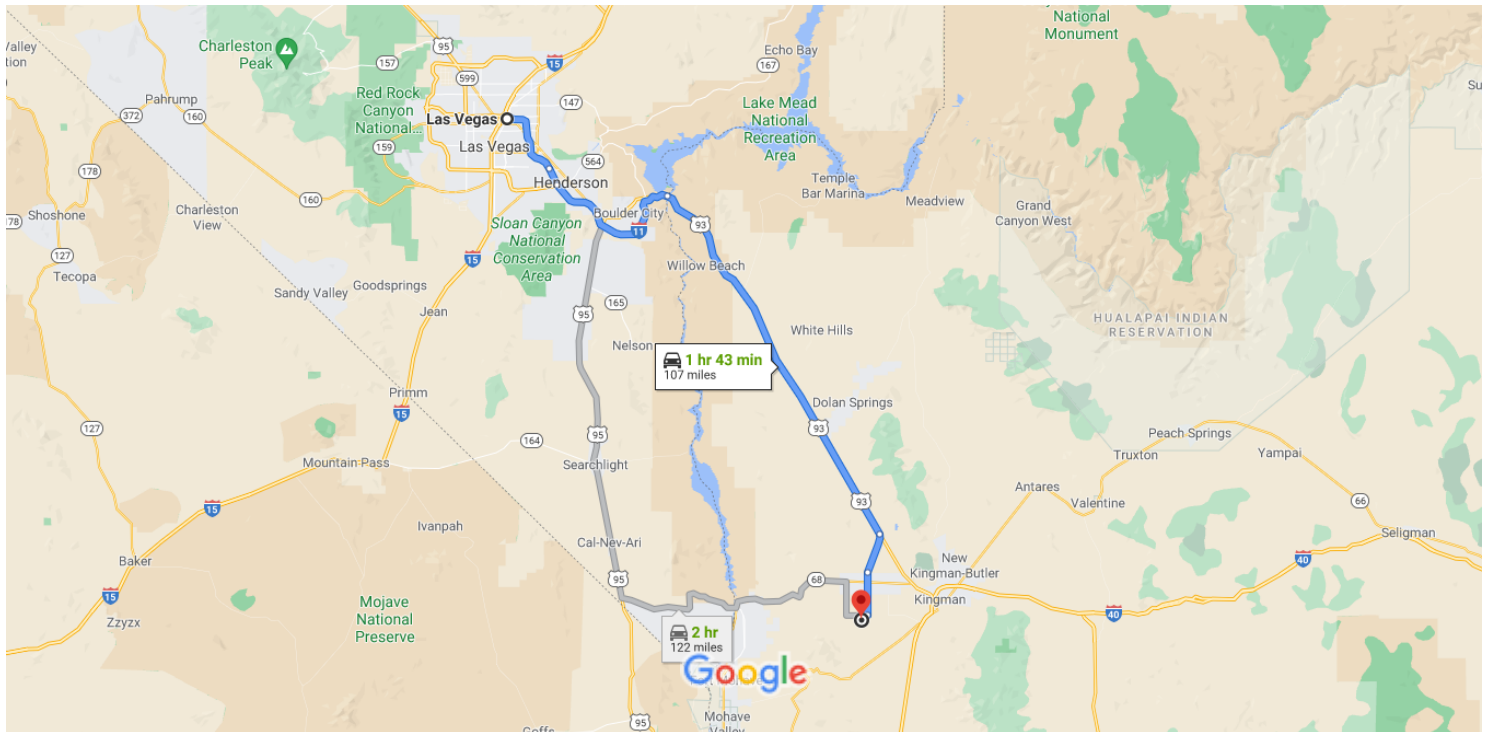 National
Monument
/alley
tion
Charleston
Peak
95
15
Echo Bay
167
157
599
Pahrump
160
372
Red Rock
Canyon
National...
147
Lake Mead
National
Recreation
Area
Las Vegas
Las Vegas
159
564
178
Henderson
Temple
Bar Marina
Meadview
160
Shoshone
178
Charleston
View
Boulder City
Grand
Canyon West
Sloan Canyon
National
Conservation
Area
11
93
127
15
Willow Beach
Tecopa
Sandy Valley
Goodsprings
165
Jean
95
HUALAPAI INDIAN
RESERVATION
White Hills
Nelson
1 hr 43 min
107 miles
Primm
15
Dolan Springs
127
95
93
164
Peach Springs
Mountain Pass
Searchlight
Truxton
Yampai
Antares
93
Valentine
66
15
Ivanpah
Seligman
Cal-Nev-Ari
New
Kingman-Butler
40
Baker
95
68
15
Kingman
40
Zzyzx
Mojave
National
Preserve
2 hr
122 miles
Google
95
Mohave
Valley
Goffs